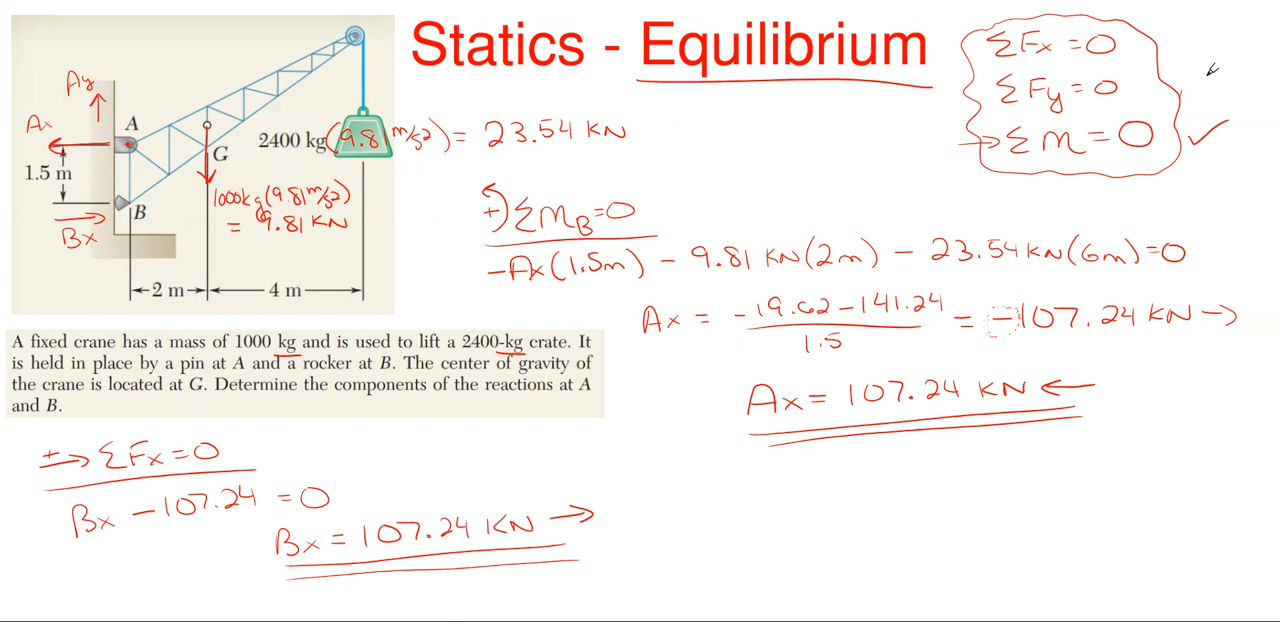 Statics - Equilibrium
ΣFx = 0
ΣFy = 0
→ ΣM = 0 ✓
Ay
Ax
A
1.5 m
B
Bx
G
2400 kg (9.81 m/s2) = 23.54 KN
1000kg (9.81 m/s2)
= 9.81 KN
2 m
4 m
+) ΣMB = 0
-Ax (1.5m) - 9.81 KN (2m) - 23.54 KN (6m) = 0
Ax = -19.62 - 141.24 / 1.5 = -107.24 KN →
Ax = 107.24 KN ←
A fixed crane has a mass of 1000 kg and is used to lift a 2400-kg crate. It
is held in place by a pin at A and a rocker at B. The center of gravity of
the crane is located at G. Determine the components of the reactions at A
and B.
+→ ΣFx = 0
Bx - 107.24 = 0
Bx = 107.24 KN →